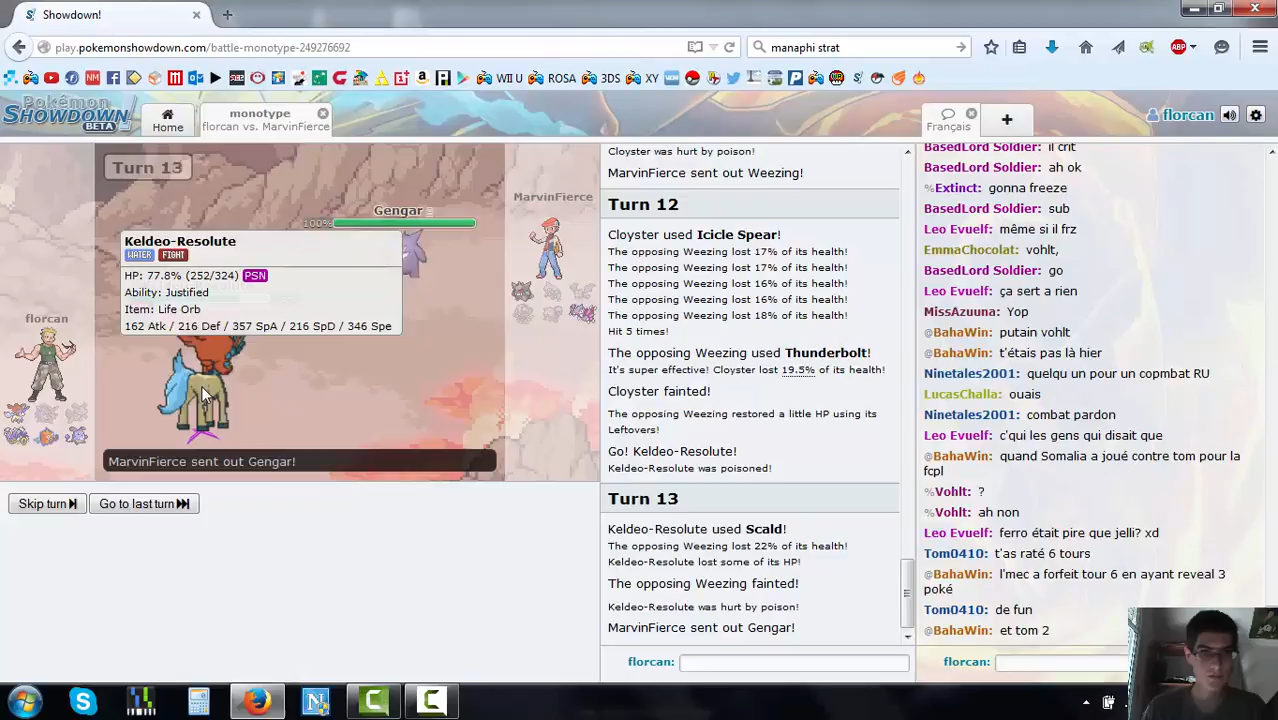 Showdown!
play.pokemonshowdown.com/battle-monotype-249276692
manaphi strat
ABP
WII U
ROSA
3DS
XY
Pokémon
Showdown
BETA
Home
monotype
florcan vs. MarvinFierce
Français
florcan
Turn 13
Gengar
100%
MarvinFierce
Keldeo-Resolute
WATER FIGHT
HP: 77.8% (252/324) PSN
Ability: Justified
Item: Life Orb
162 Atk / 216 Def / 357 SpA / 216 SpD / 346 Spe
florcan
MarvinFierce sent out Gengar!
Skip turn
Go to last turn
Cloyster was hurt by poison!
MarvinFierce sent out Weezing!
Turn 12
Cloyster used Icicle Spear!
The opposing Weezing lost 17% of its health!
The opposing Weezing lost 17% of its health!
The opposing Weezing lost 16% of its health!
The opposing Weezing lost 16% of its health!
The opposing Weezing lost 18% of its health!
Hit 5 times!
The opposing Weezing used Thunderbolt!
It's super effective! Cloyster lost 19.5% of its health!
Cloyster fainted!
The opposing Weezing restored a little HP using its
Leftovers!
Go! Keldeo-Resolute!
Keldeo-Resolute was poisoned!
Turn 13
Keldeo-Resolute used Scald!
The opposing Weezing lost 22% of its health!
Keldeo-Resolute lost some of its HP!
The opposing Weezing fainted!
Keldeo-Resolute was hurt by poison!
MarvinFierce sent out Gengar!
florcan:
BasedLord Soldier: il crit
BasedLord Soldier: ah ok
%Extinct: gonna freeze
BasedLord Soldier: sub
Leo Evuelf: même si il frz
EmmaChocolat: vohlt,
BasedLord Soldier: go
Leo Evuelf: ça sert a rien
MissAzuuna: Yop
@BahaWin: putain vohlt
@BahaWin: t'étais pas là hier
Ninetales2001: quelqu un pour un copmbat RU
LucasChalla: ouais
Ninetales2001: combat pardon
Leo Evuelf: c'qui les gens qui disait que
@BahaWin: quand Somalia a joué contre tom pour la
fcpl
%Vohlt: ?
%Vohlt: ah non
Leo Evuelf: ferro était pire que jelli? xd
Tom0410: t'as raté 6 tours
@BahaWin: l'mec a forfeit tour 6 en ayant reveal 3
poké
Tom0410: de fun
@BahaWin: et tom 2
florcan: